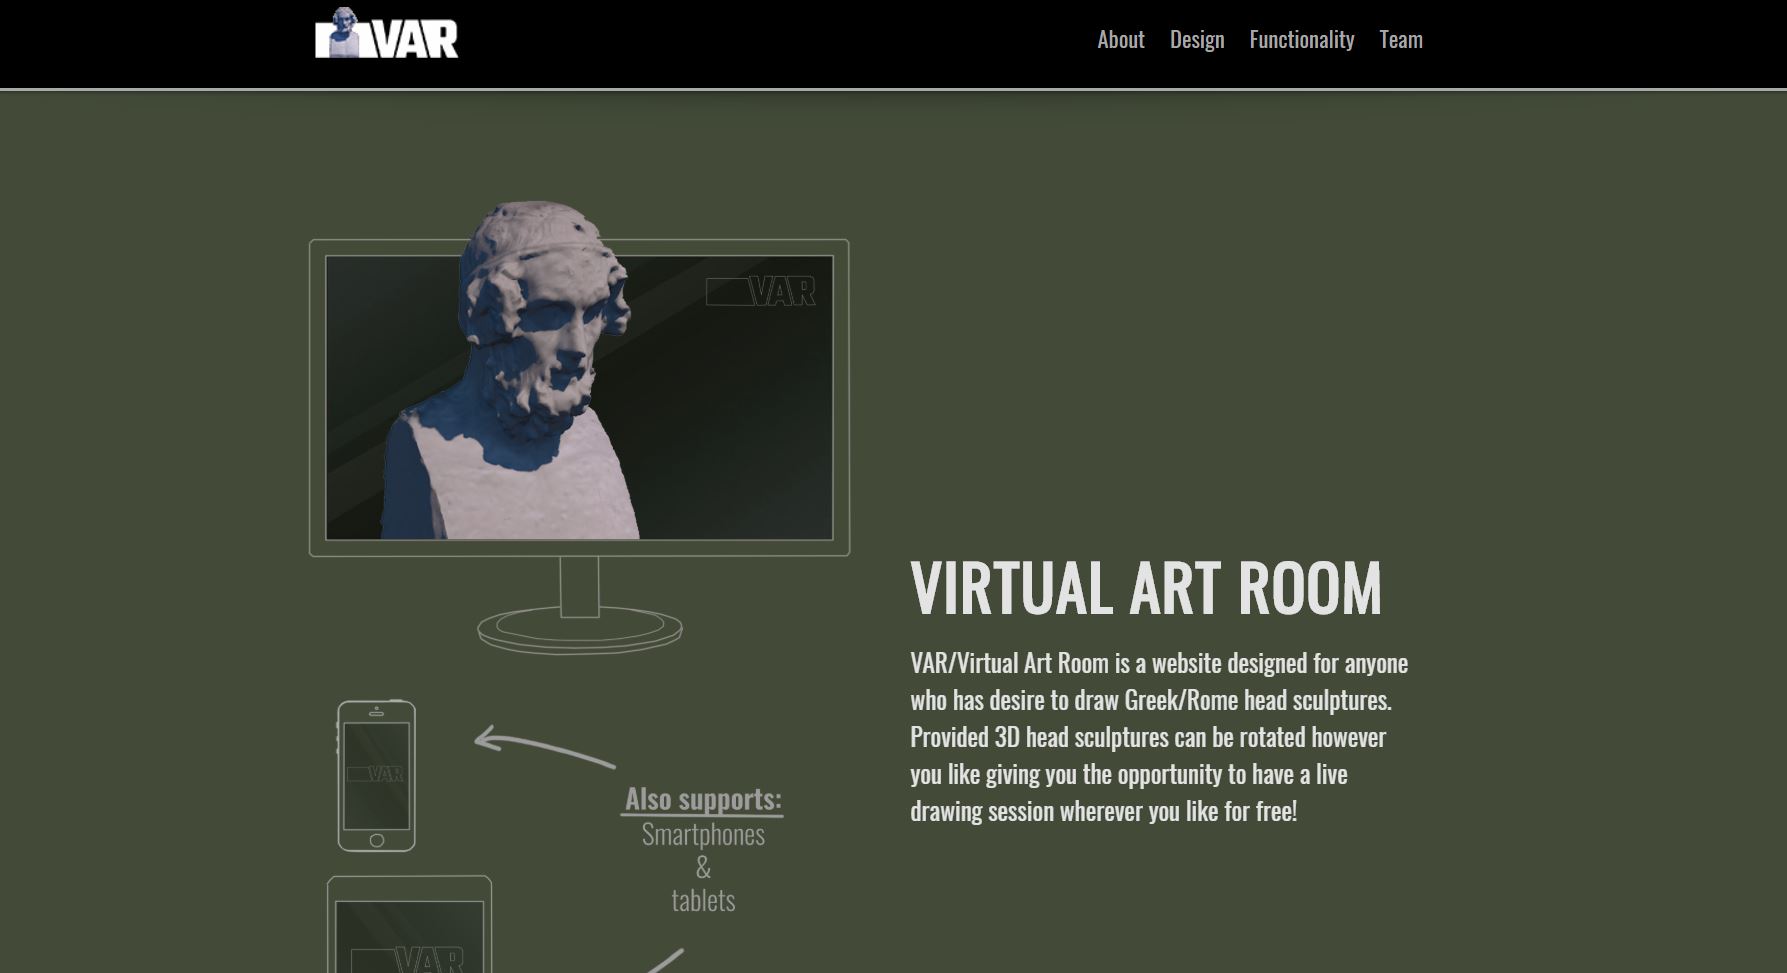 VAR
About Design Functionality Team
VAR
VIRTUAL ART ROOM
VAR/Virtual Art Room is a website designed for anyone
who has desire to draw Greek/Rome head sculptures.
Provided 3D head sculptures can be rotated however
you like giving you the opportunity to have a live
drawing session wherever you like for free!
VAR
Also supports:
Smartphones
&
tablets
VAR